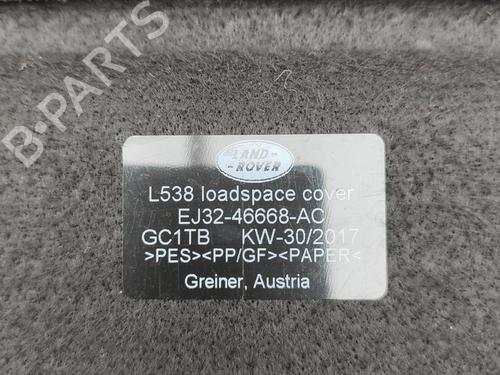 B-PARTS
LAND-
ROVER
L538 loadspace cover
EJ32-46668-AC
GC1TB KW-30/2017
>PES><PP/GF><PAPER<
Greiner, Austria